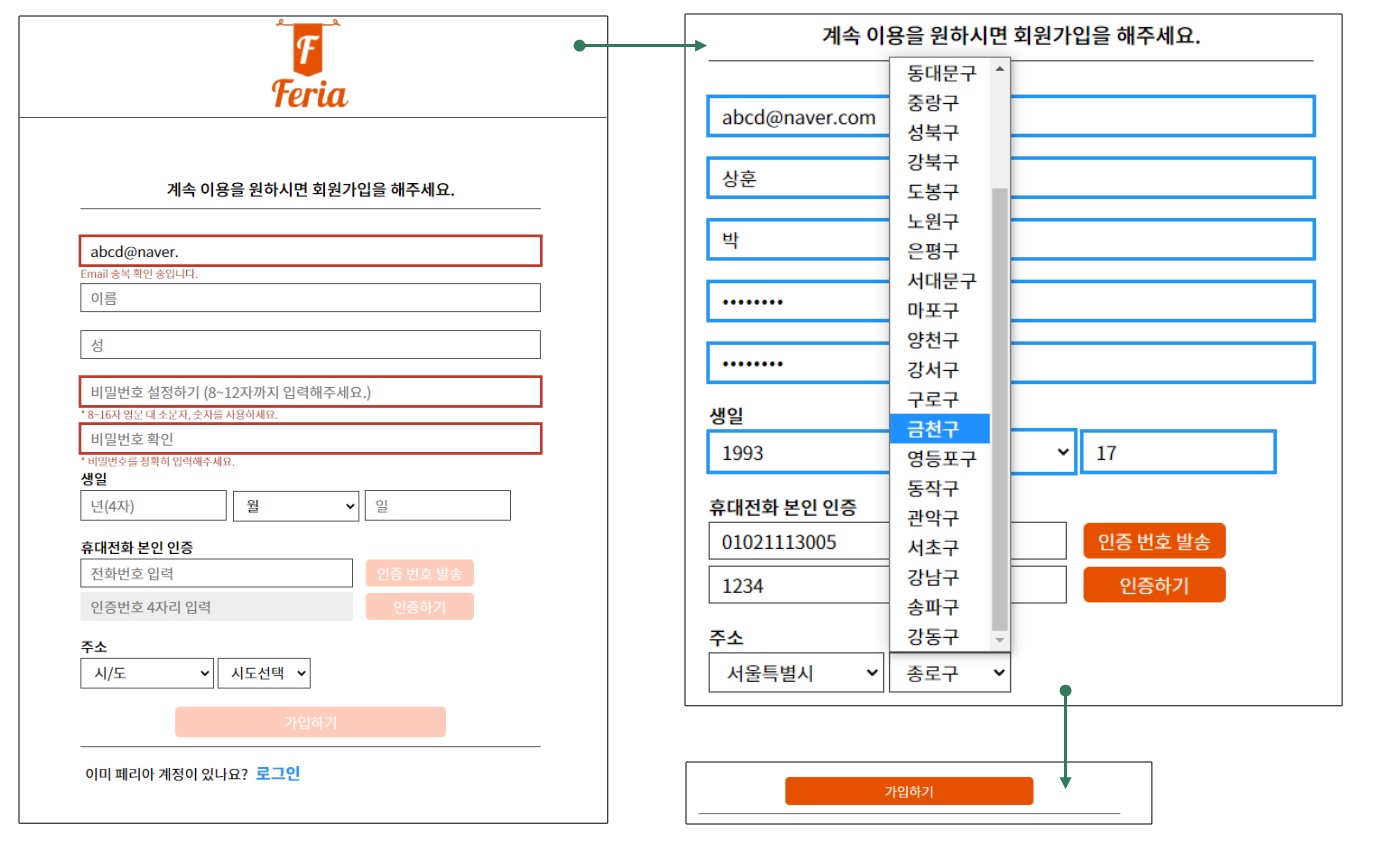 F
Feria
계속 이용을 원하시면 회원가입을 해주세요.
abcd@naver.
Email 중복 확인 중입니다.
이름
성
비밀번호 설정하기 (8~12자까지 입력해주세요.)
* 8~16자 영문 대 소문자, 숫자를 사용하세요.
비밀번호 확인
* 비밀번호를 정확히 입력해주세요.
생일
년(4자) 월 일
휴대전화 본인 인증
전화번호 입력 인증 번호 발송
인증번호 4자리 입력 인증하기
주소
시/도 시도선택
가입하기
이미 페리아 계정이 있나요? 로그인
계속 이용을 원하시면 회원가입을 해주세요.
abcd@naver.com
상훈
박
••••••••
••••••••
생일
1993 17
휴대전화 본인 인증
01021113005 인증 번호 발송
1234 인증하기
주소
서울특별시 종로구
동대문구
중랑구
성북구
강북구
도봉구
노원구
은평구
서대문구
마포구
양천구
강서구
구로구
금천구
영등포구
동작구
관악구
서초구
강남구
송파구
강동구
가입하기